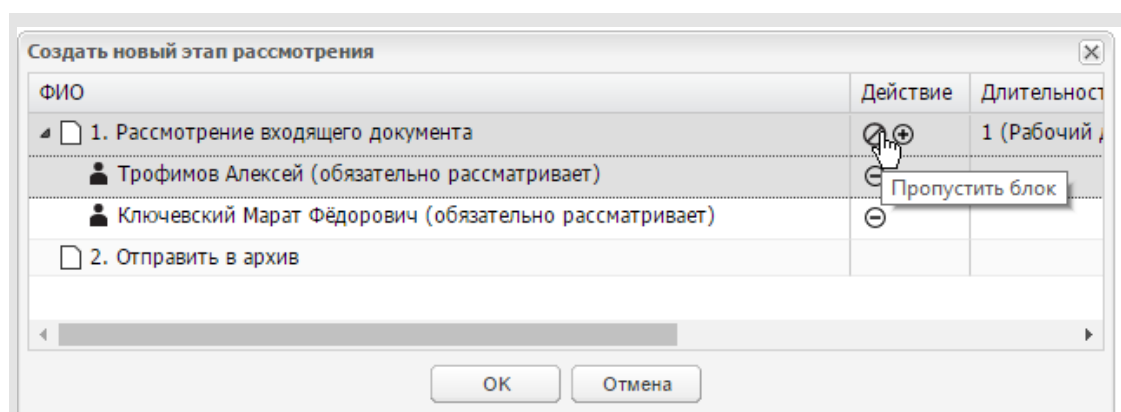 Создать новый этап рассмотрения
ФИО Действие Длительност
1. Рассмотрение входящего документа 1 (Рабочий
Трофимов Алексей (обязательно рассматривает)
Пропустить блок
Ключевский Марат Фёдорович (обязательно рассматривает)
2. Отправить в архив
OK Отмена